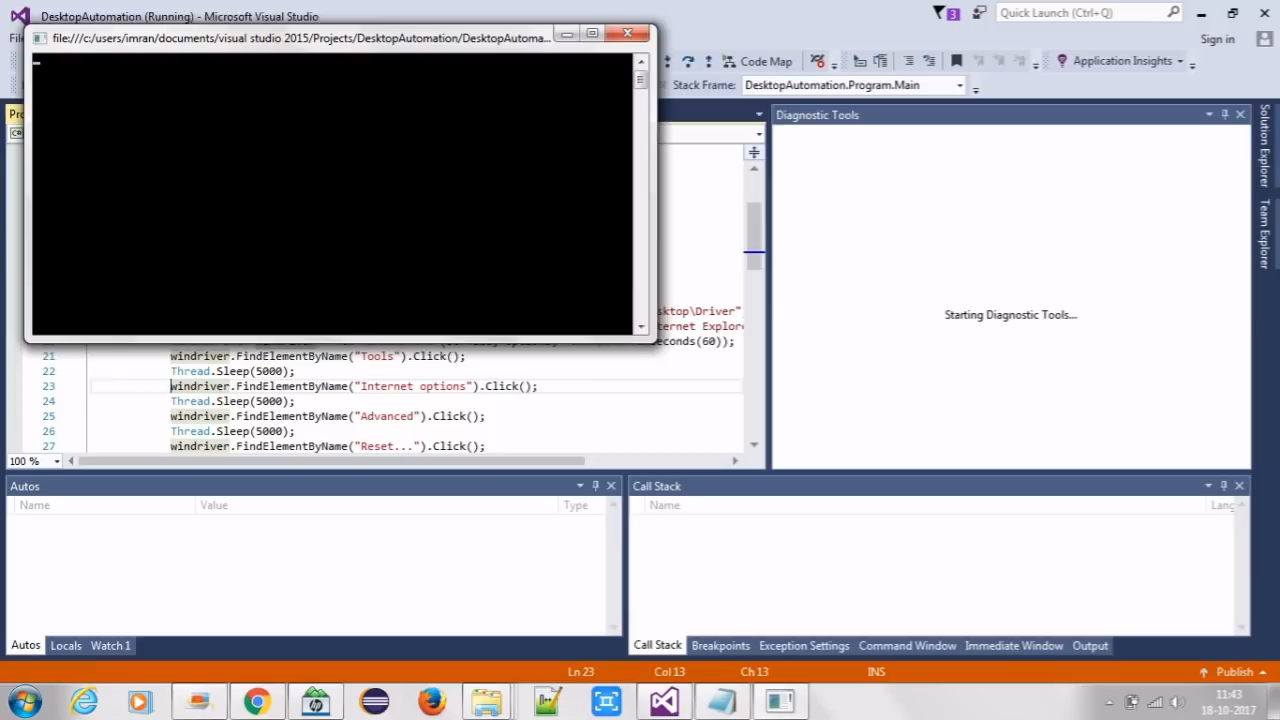 DesktopAutomation (Running) - Microsoft Visual Studio
3
Quick Launch (Ctrl+Q)
file:///c:/users/imran/documents/visual studio 2015/Projects/DesktopAutomation/DesktopAutoma...
Sign in
Code Map
Application Insights
Stack Frame:
DesktopAutomation.Program.Main
Diagnostic Tools
Solution Explorer
Team Explorer
Starting Diagnostic Tools...
sktop\Driver"
ternet Explore
econds(60));
21 windriver.FindElementByName("Tools").Click();
22 Thread.Sleep(5000);
23 windriver.FindElementByName("Internet options").Click();
24 Thread.Sleep(5000);
25 windriver.FindElementByName("Advanced").Click();
26 Thread.Sleep(5000);
27 windriver.FindElementByName("Reset...").Click();
100 %
Autos
Name Value Type
Call Stack
Name Lang
Autos Locals Watch 1
Call Stack Breakpoints Exception Settings Command Window Immediate Window Output
Ln 23 Col 13 Ch 13 INS Publish
11:43
18-10-2017